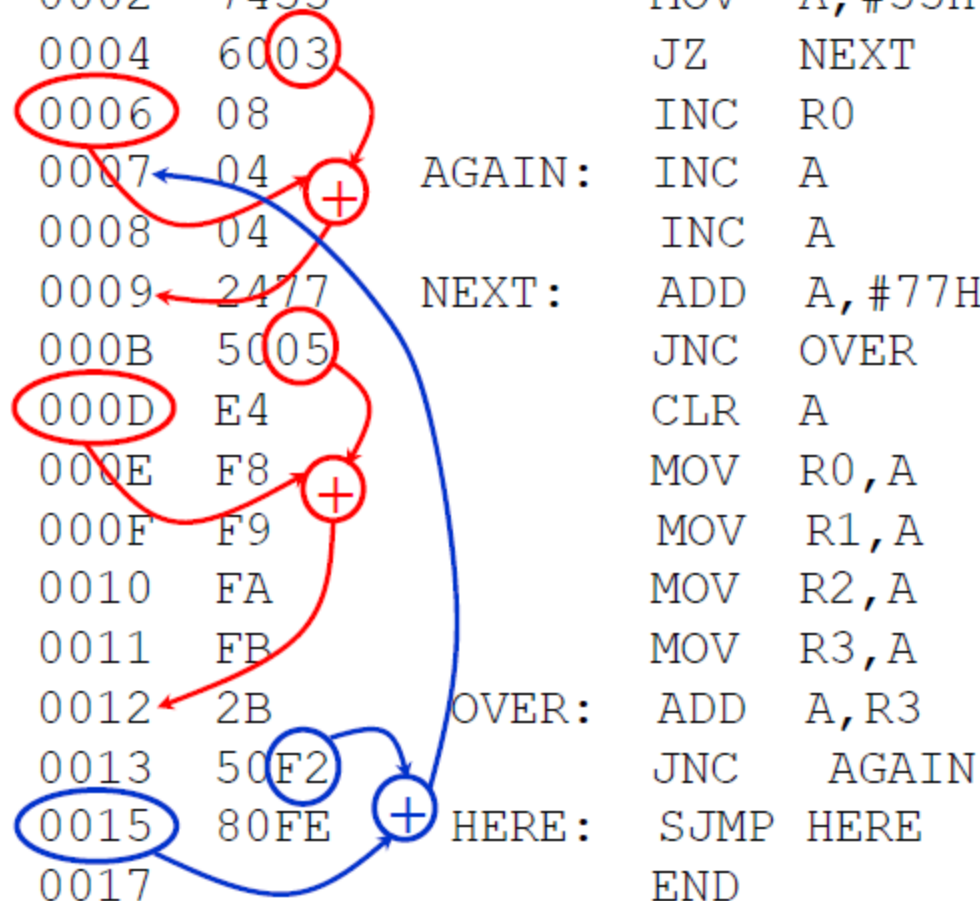 0004 6003 JZ NEXT
0006 08 INC R0
0007 04 AGAIN: INC A
+
0008 04 INC A
0009 2477 NEXT: ADD A,#77H
000B 5005 JNC OVER
000D E4 CLR A
000E F8 MOV R0,A
+
000F F9 MOV R1,A
0010 FA MOV R2,A
0011 FB MOV R3,A
0012 2B OVER: ADD A,R3
0013 50F2 JNC AGAIN
+
0015 80FE HERE: SJMP HERE
0017 END